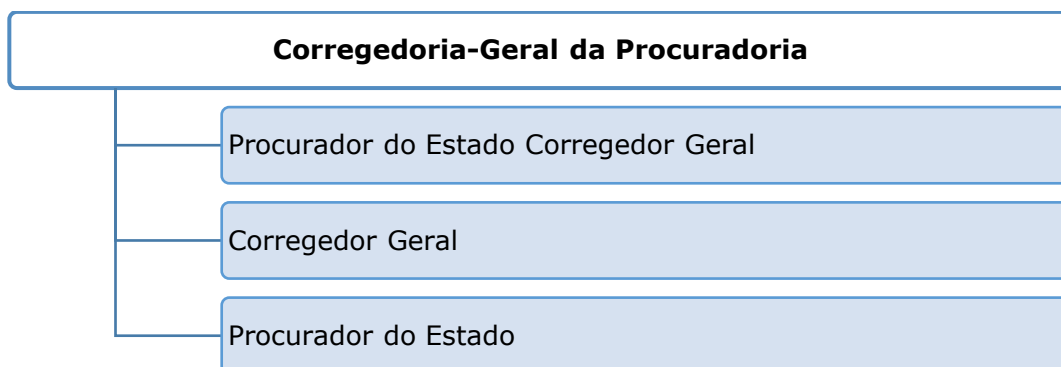 Corregedoria-Geral da Procuradoria
Procurador do Estado Corregedor Geral
Corregedor Geral
Procurador do Estado